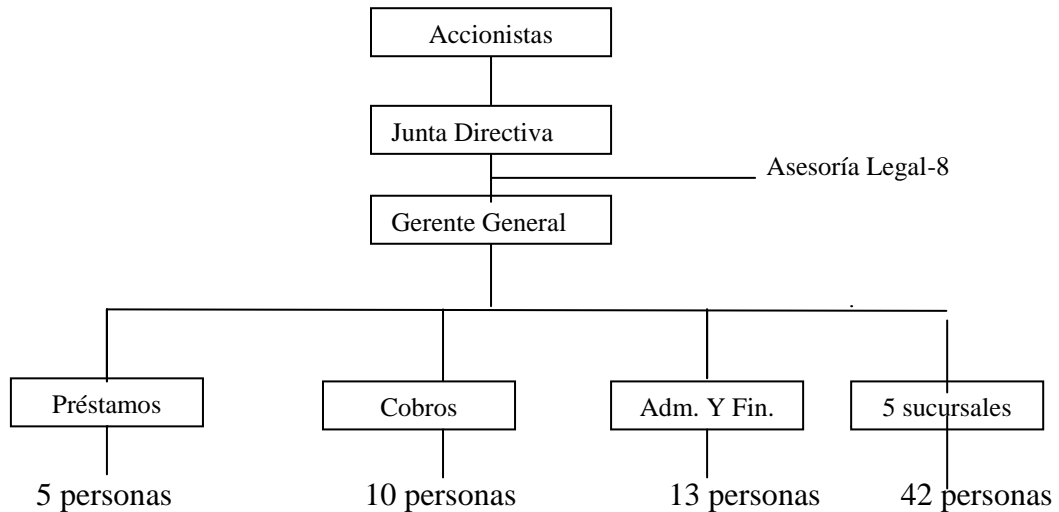 Accionistas
Junta Directiva
Asesoría Legal-8
Gerente General
Préstamos
Cobros
Adm. Y Fin.
5 sucursales
5 personas
10 personas
13 personas
42 personas